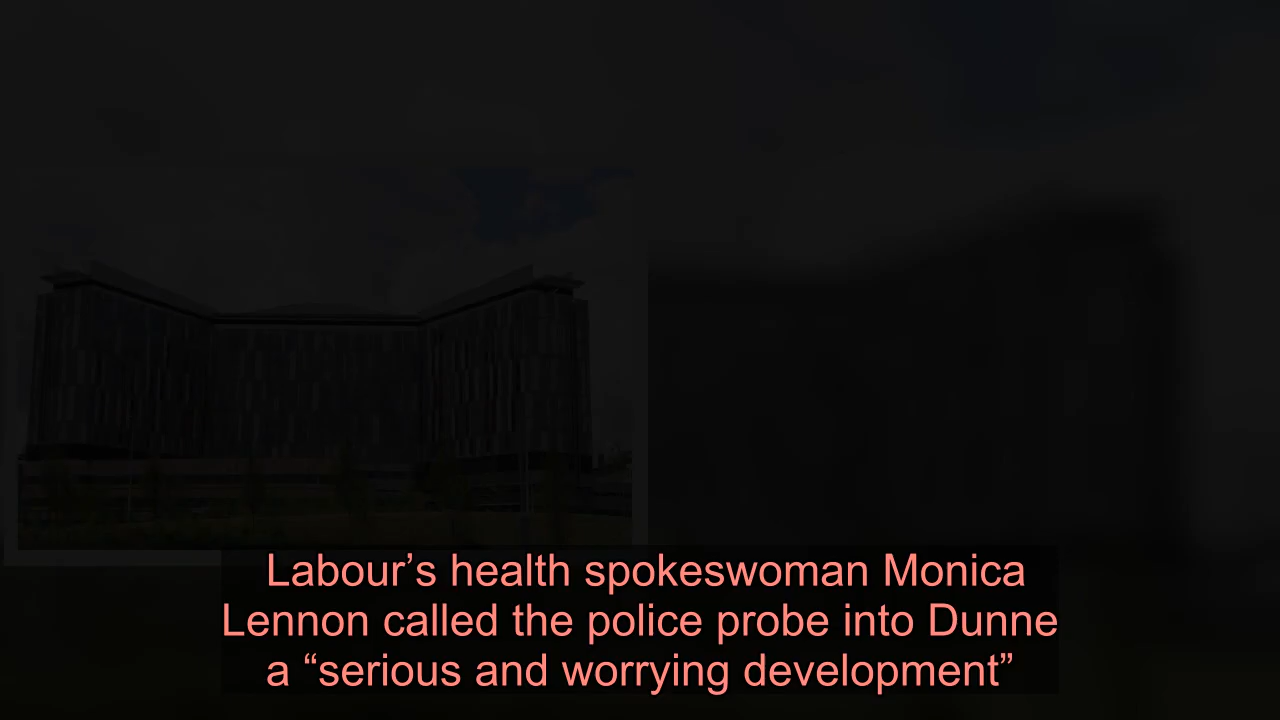 Labour’s health spokeswoman Monica
Lennon called the police probe into Dunne
a “serious and worrying development”